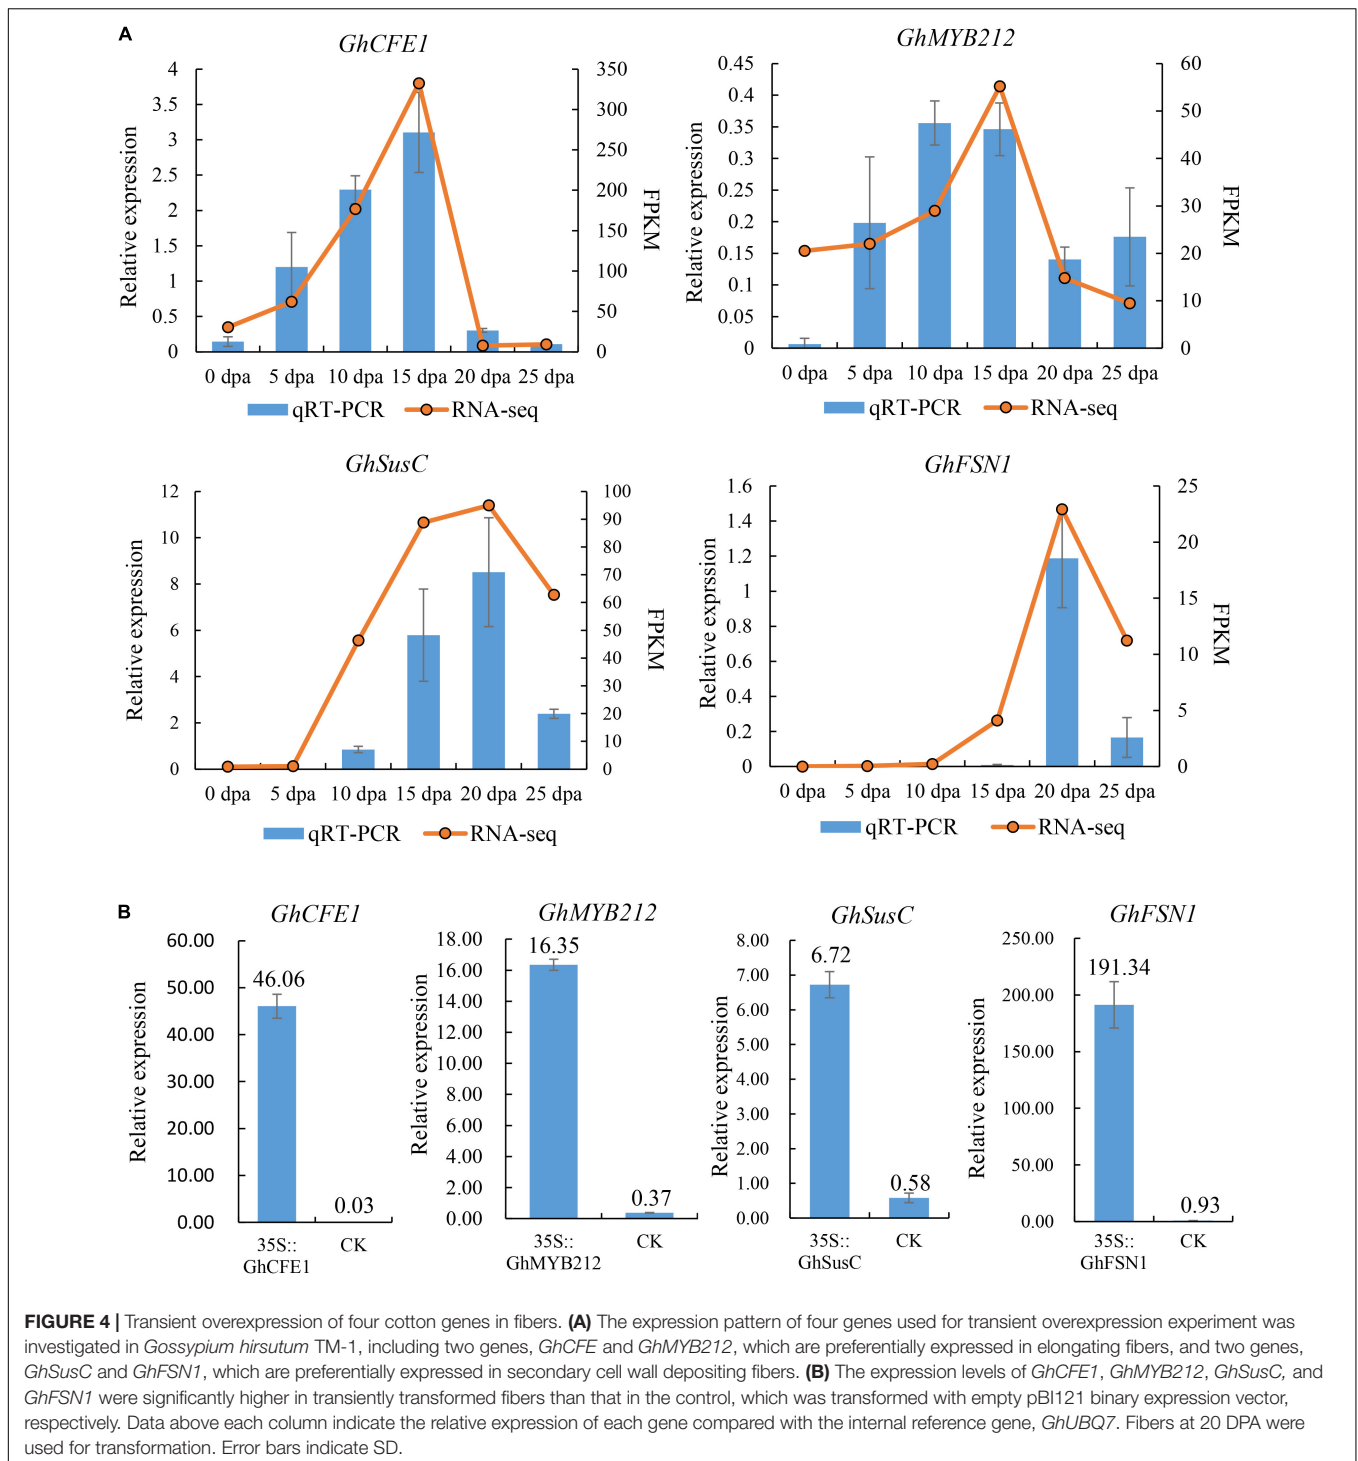 A
GhCFE1
4
3.5
3
2.5
2
1.5
1
0.5
0
Relative expression
350
300
250
200
150
100
50
0
FPKM
0 dpa 5 dpa 10 dpa 15 dpa 20 dpa 25 dpa
qRT-PCR RNA-seq
GhMYB212
0.45
0.4
0.35
0.3
0.25
0.2
0.15
0.1
0.05
0
Relative expression
60
50
40
30
20
10
0
FPKM
0 dpa 5 dpa 10 dpa 15 dpa 20 dpa 25 dpa
qRT-PCR RNA-seq
GhSusC
12
10
8
6
4
2
0
Relative expression
100
90
80
70
60
50
40
30
20
10
0
FPKM
0 dpa 5 dpa 10 dpa 15 dpa 20 dpa 25 dpa
qRT-PCR RNA-seq
GhFSN1
1.6
1.4
1.2
1
0.8
0.6
0.4
0.2
0
Relative exprssion
25
20
15
10
5
0
FPKM
0 dpa 5 dpa 10 dpa 15 dpa 20 dpa 25 dpa
qRT-PCR RNA-seq
B
GhCFE1
60.00
50.00
40.00
30.00
20.00
10.00
0.00
Relative expression
46.06
0.03
35S:: CK
GhCFE1
GhMYB212
18.00
16.00
14.00
12.00
10.00
8.00
6.00
4.00
2.00
0.00
Relative expression
16.35
0.37
35S:: CK
GhMYB212
GhSusC
8.00
7.00
6.00
5.00
4.00
3.00
2.00
1.00
0.00
Relative expression
6.72
0.58
35S:: CK
GhSusC
GhFSN1
250.00
200.00
150.00
100.00
50.00
0.00
Relative expression
191.34
0.93
35S:: CK
GhFSN1
FIGURE 4 | Transient overexpression of four cotton genes in fibers. (A) The expression pattern of four genes used for transient overexpression experiment was
investigated in Gossypium hirsutum TM-1, including two genes, GhCFE and GhMYB212, which are preferentially expressed in elongating fibers, and two genes,
GhSusC and GhFSN1, which are preferentially expressed in secondary cell wall depositing fibers. (B) The expression levels of GhCFE1, GhMYB212, GhSusC, and
GhFSN1 were significantly higher in transiently transformed fibers than that in the control, which was transformed with empty pBI121 binary expression vector,
respectively. Data above each column indicate the relative expression of each gene compared with the internal reference gene, GhUBQ7. Fibers at 20 DPA were
used for transformation. Error bars indicate SD.